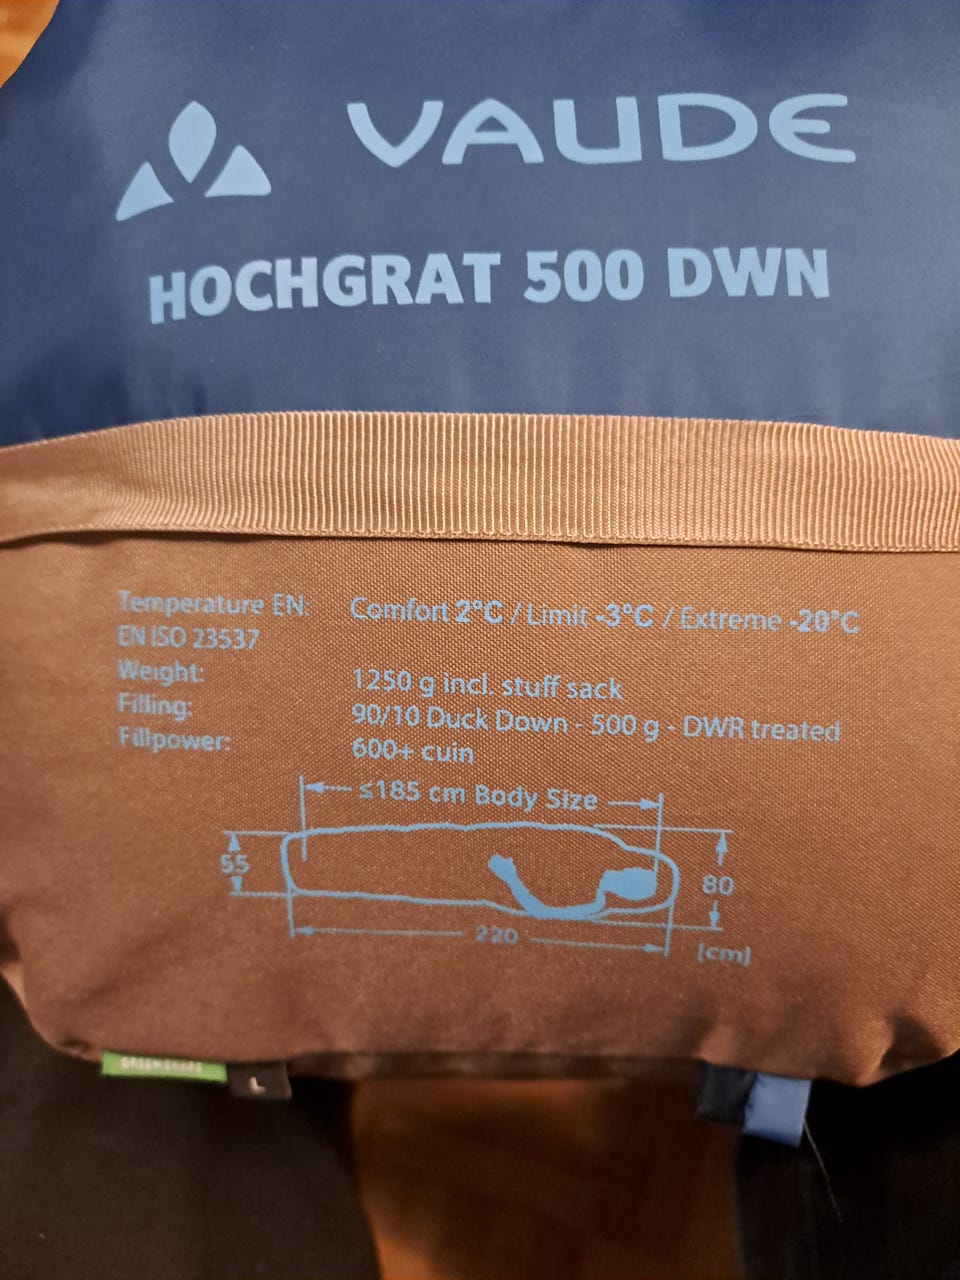 VAUDE
HOCHGRAT 500 DWN
Temperature EN: Comfort 2°C / Limit -3°C / Extreme -20°C
EN ISO 23537
Weight: 1250 g incl. stuff sack
Filling: 90/10 Duck Down - 500 g - DWR treated
Fillpower: 600+ cuin
≤185 cm Body Size
55
80
220
[cm]
L